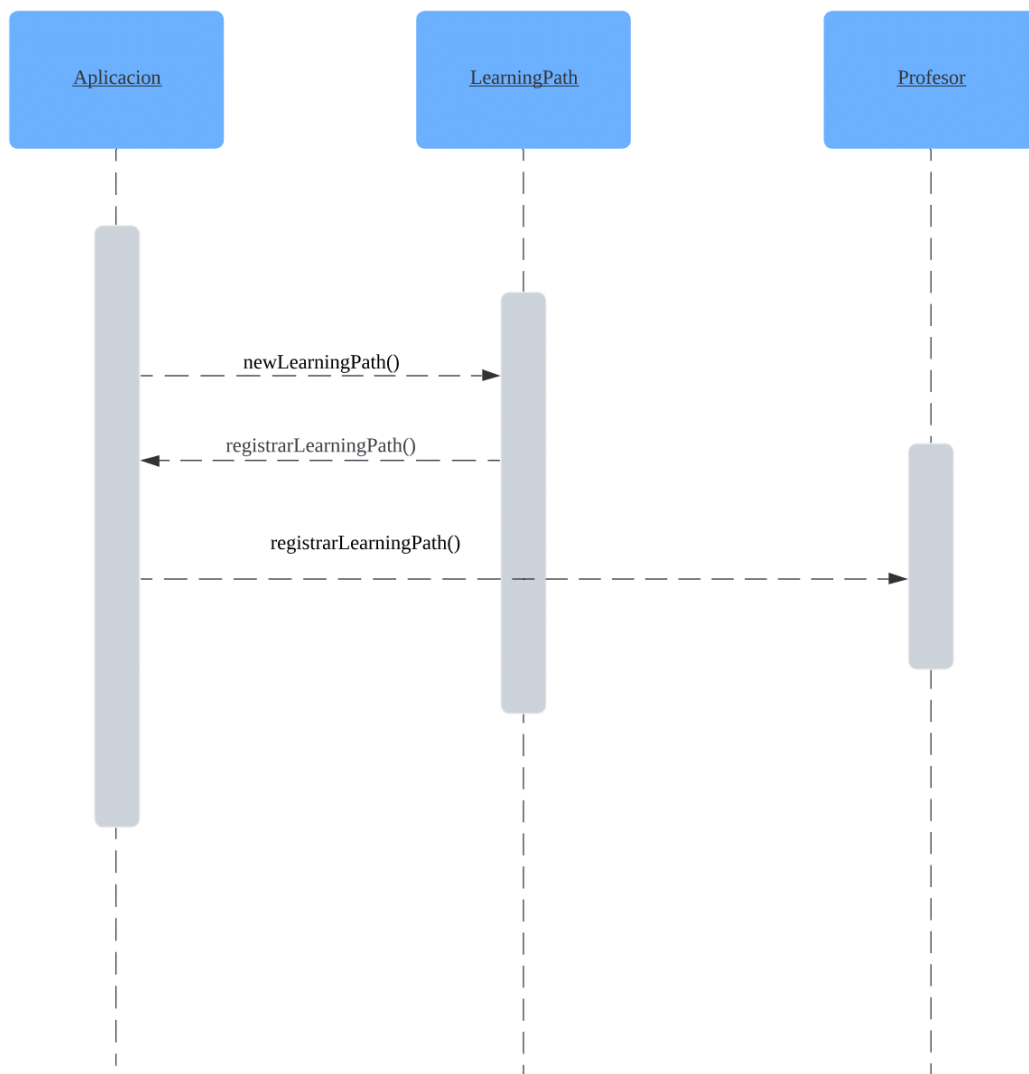 Aplicacion
LearningPath
Profesor
newLearningPath()
registrarLearningPath()
registrarLearningPath()